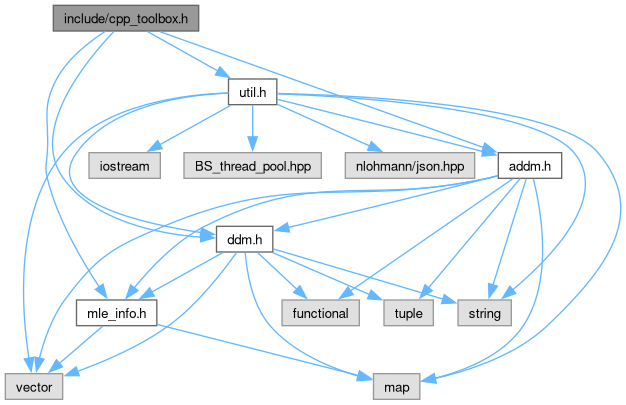 include/cpp_toolbox.h
util.h
iostream
BS_thread_pool.hpp
nlohmann/json.hpp
addm.h
ddm.h
mle_info.h
functional
tuple
string
vector
map